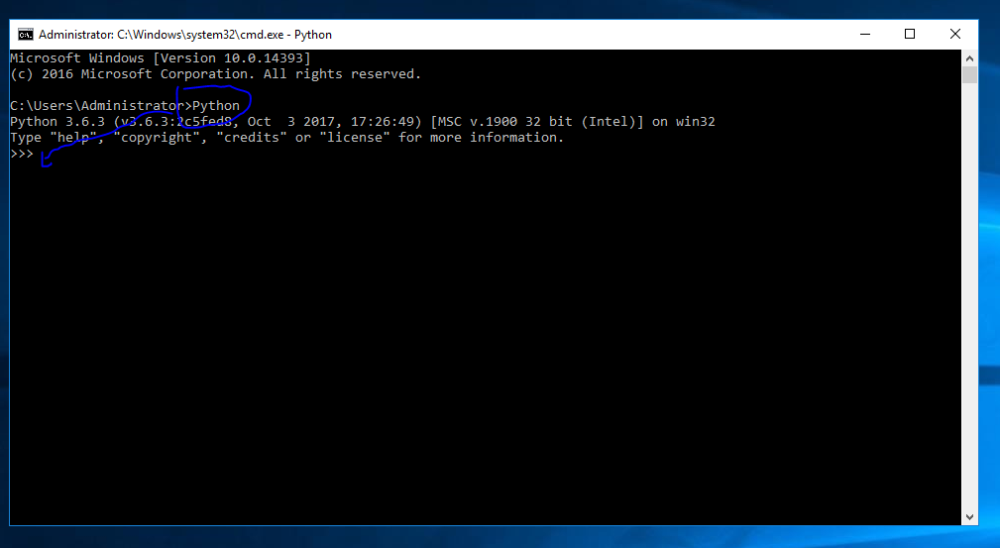 Administrator: C:\Windows\system32\cmd.exe - Python
Microsoft Windows [Version 10.0.14393]
(c) 2016 Microsoft Corporation. All rights reserved.
C:\Users\Administrator>Python
Python 3.6.3 (v3.6.3:2c5fed8, Oct  3 2017, 17:26:49) [MSC v.1900 32 bit (Intel)] on win32
Type "help", "copyright", "credits" or "license" for more information.
>>>